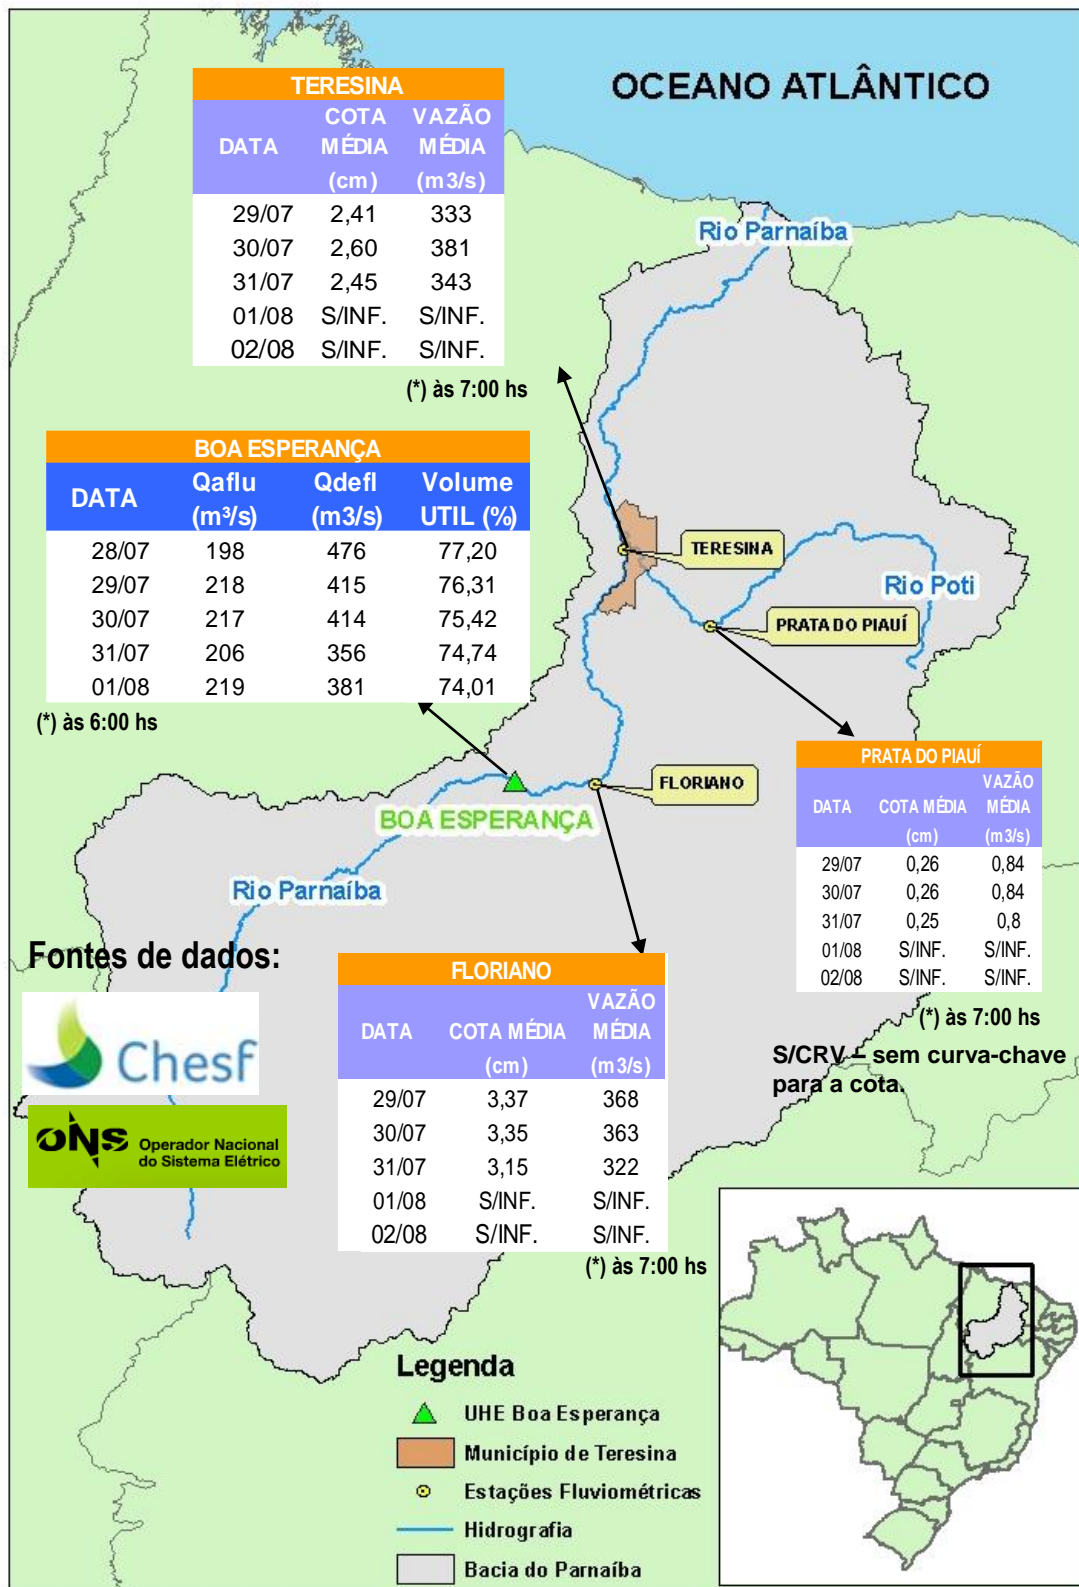 OCEANO ATLÂNTICO
TERESINA
DATA COTA MÉDIA (cm) VAZÃO MÉDIA (m3/s)
29/07 2,41 333
30/07 2,60 381
31/07 2,45 343
01/08 S/INF. S/INF.
02/08 S/INF. S/INF.
(*) às 7:00 hs
Rio Parnaíba
BOA ESPERANÇA
DATA Qaflu (m³/s) Qdefl (m3/s) Volume UTIL (%)
28/07 198 476 77,20
29/07 218 415 76,31
30/07 217 414 75,42
31/07 206 356 74,74
01/08 219 381 74,01
(*) às 6:00 hs
TERESINA
Rio Poti
PRATA DO PIAUÍ
FLORIANO
BOA ESPERANÇA
Rio Parnaíba
PRATA DO PIAUÍ
DATA COTA MÉDIA (cm) VAZÃO MÉDIA (m3/s)
29/07 0,26 0,84
30/07 0,26 0,84
31/07 0,25 0,8
01/08 S/INF. S/INF.
02/08 S/INF. S/INF.
(*) às 7:00 hs
S/CRV – sem curva-chave
para a cota.
Fontes de dados:
Chesf
ONS Operador Nacional
do Sistema Elétrico
FLORIANO
DATA COTA MÉDIA (cm) VAZÃO MÉDIA (m3/s)
29/07 3,37 368
30/07 3,35 363
31/07 3,15 322
01/08 S/INF. S/INF.
02/08 S/INF. S/INF.
(*) às 7:00 hs
Legenda
UHE Boa Esperança
Município de Teresina
Estações Fluviométricas
Hidrografia
Bacia do Parnaíba